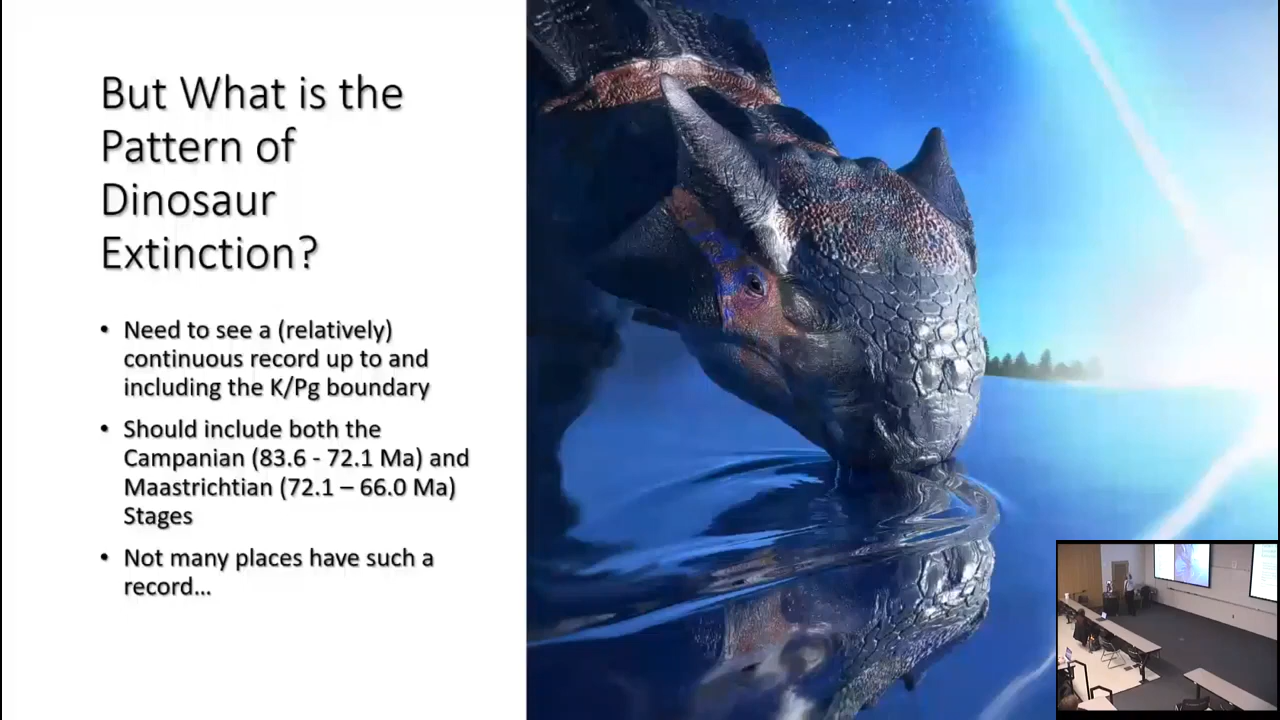 But What is the
Pattern of
Dinosaur
Extinction?
• Need to see a (relatively)
continuous record up to and
including the K/Pg boundary
• Should include both the
Campanian (83.6 - 72.1 Ma) and
Maastrichtian (72.1 – 66.0 Ma)
Stages
• Not many places have such a
record…